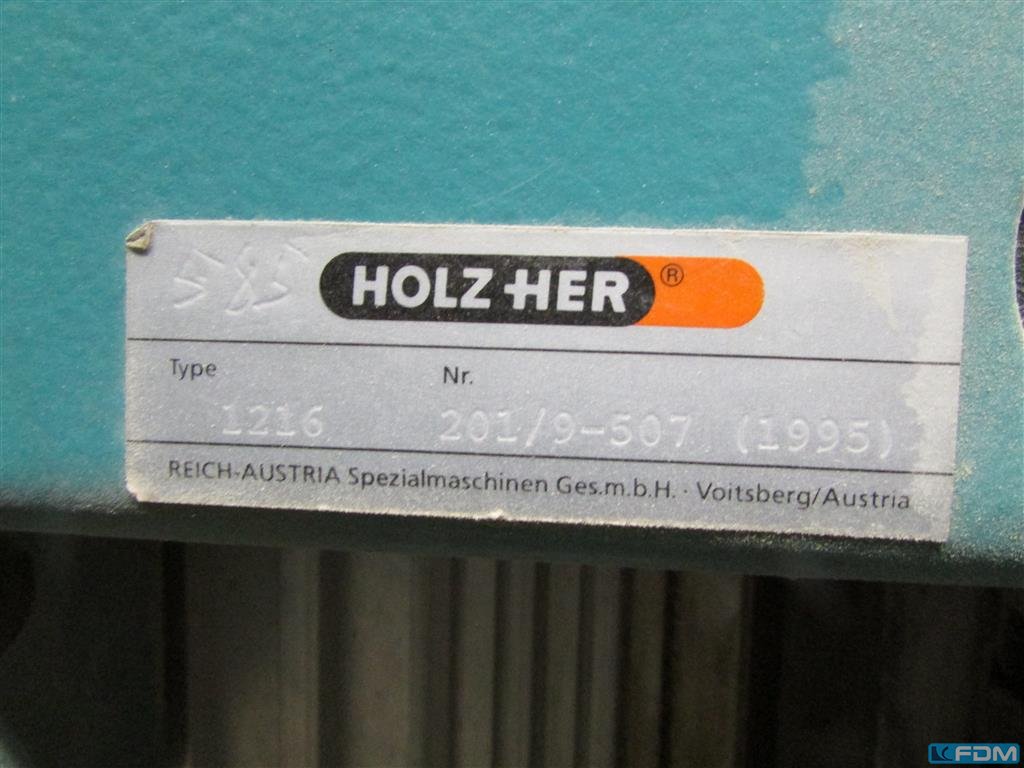 HOLZ-HER ®
Type Nr.
1216 201/9-507 (1995)
REICH-AUSTRIA Spezialmaschinen Ges.m.b.H. · Voitsberg/Austria
FDM